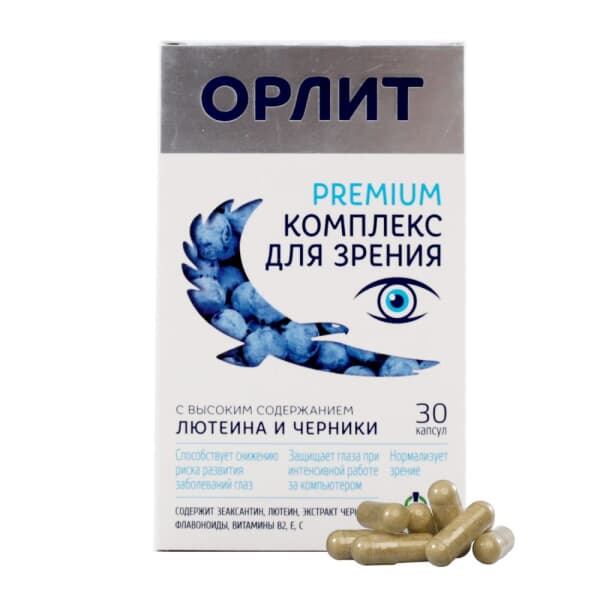 ОРЛИТ
PREMIUM
КОМПЛЕКС
ДЛЯ ЗРЕНИЯ
С ВЫСОКИМ СОДЕРЖАНИЕМ
ЛЮТЕИНА И ЧЕРНИКИ
30
капсул
Способствует снижению
риска развития
заболеваний глаз
Защищает глаза при
интенсивной работе
за компьютером
Нормализует
зрение
СОДЕРЖИТ ЗЕАКСАНТИН, ЛЮТЕИН, ЭКСТРАКТ
ФЛАВОНОИДЫ, ВИТАМИНЫ B2, E, C